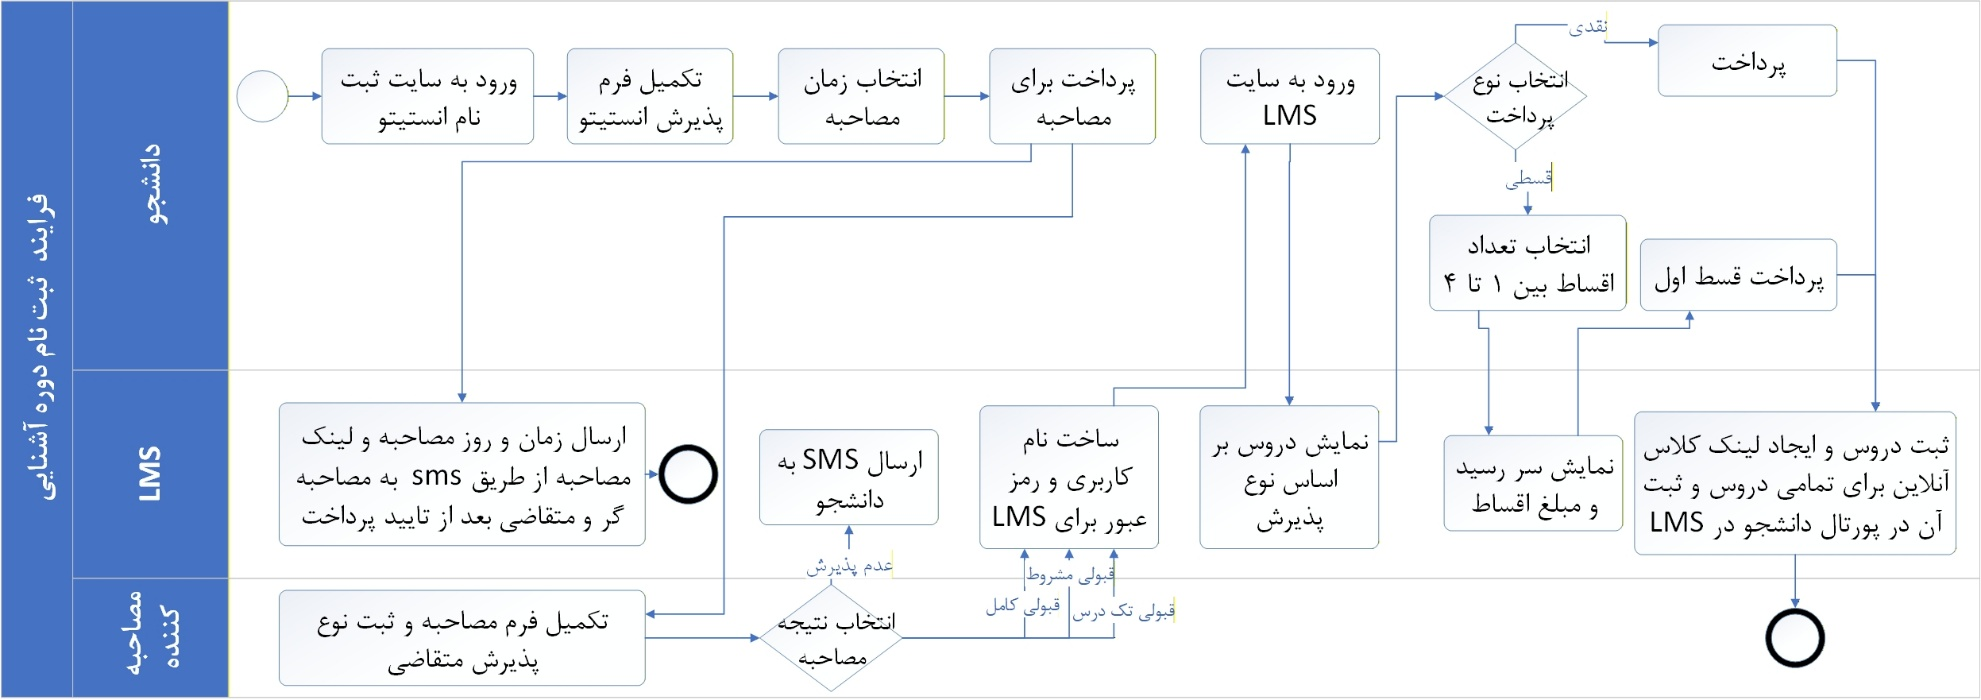 فرایند ثبت نام دوره آشنایی
دانشجو
ورود به سایت ثبت
نام انستیتو
تکمیل فرم
پذیرش انستیتو
انتخاب زمان
مصاحبه
پرداخت برای
مصاحبه
ورود به سایت
LMS
انتخاب نوع
پرداخت
نقدی
پرداخت
قسطی
انتخاب تعداد
اقساط بین ۱ تا ۴
پرداخت قسط اول
LMS
ارسال زمان و روز مصاحبه و لینک
مصاحبه از طریق sms به مصاحبه
گر و متقاضی بعد از تایید پرداخت
ارسال SMS به
دانشجو
ساخت نام
کاربری و رمز
عبور برای LMS
نمایش دروس بر
اساس نوع
پذیرش
نمایش سر رسید
و مبلغ اقساط
ثبت دروس و ایجاد لینک کلاس
آنلاین برای تمامی دروس و ثبت
آن در پورتال دانشجو در LMS
عدم پذیرش
قبولی مشروط
قبولی کامل
قبولی تک درس
مصاحبه
کننده
تکمیل فرم مصاحبه و ثبت نوع
پذیرش متقاضی
انتخاب نتیجه
مصاحبه